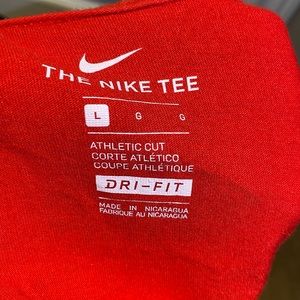 THE NIKE TEE
L G G
ATHLETIC CUT
CORTE ATLÉTICO
COUPE ATHLÉTIQUE
DRI-FIT
MADE IN NICARAGUA
FABRIQUÉ AU NICARAGUA